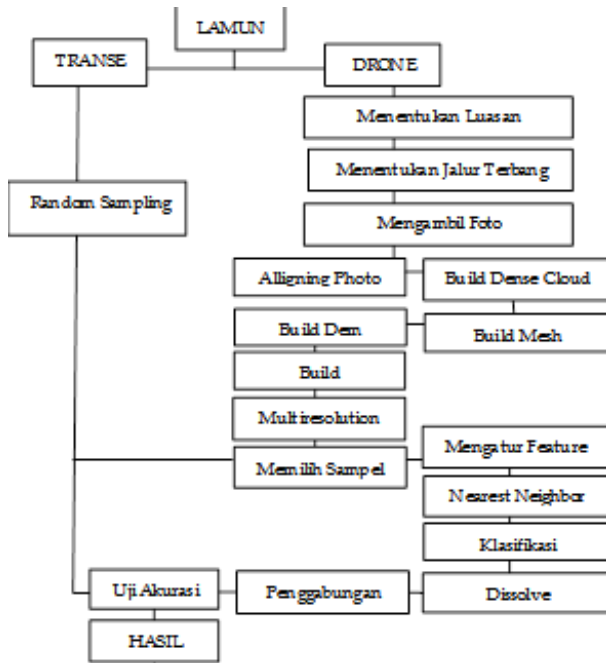 LAMUN
TRANSE
DRONE
Menentukan Luasan
Menentukan Jalur Terbang
Random Sampling
Mengambil Foto
Alligning Photo
Build Dense Cloud
Build Dem
Build Mesh
Build
Multiresolution
Memilih Sampel
Mengatur Feature
Nearest Neighbor
Klasifikasi
Uji Akurasi
Penggabungan
Dissolve
HASIL